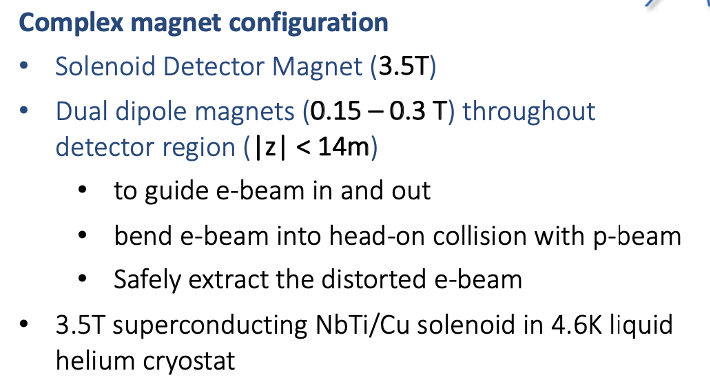 Complex magnet configuration
• Solenoid Detector Magnet (3.5T)
• Dual dipole magnets (0.15 – 0.3 T) throughout
detector region (|z| < 14m)
• to guide e-beam in and out
• bend e-beam into head-on collision with p-beam
• Safely extract the distorted e-beam
• 3.5T superconducting NbTi/Cu solenoid in 4.6K liquid
helium cryostat